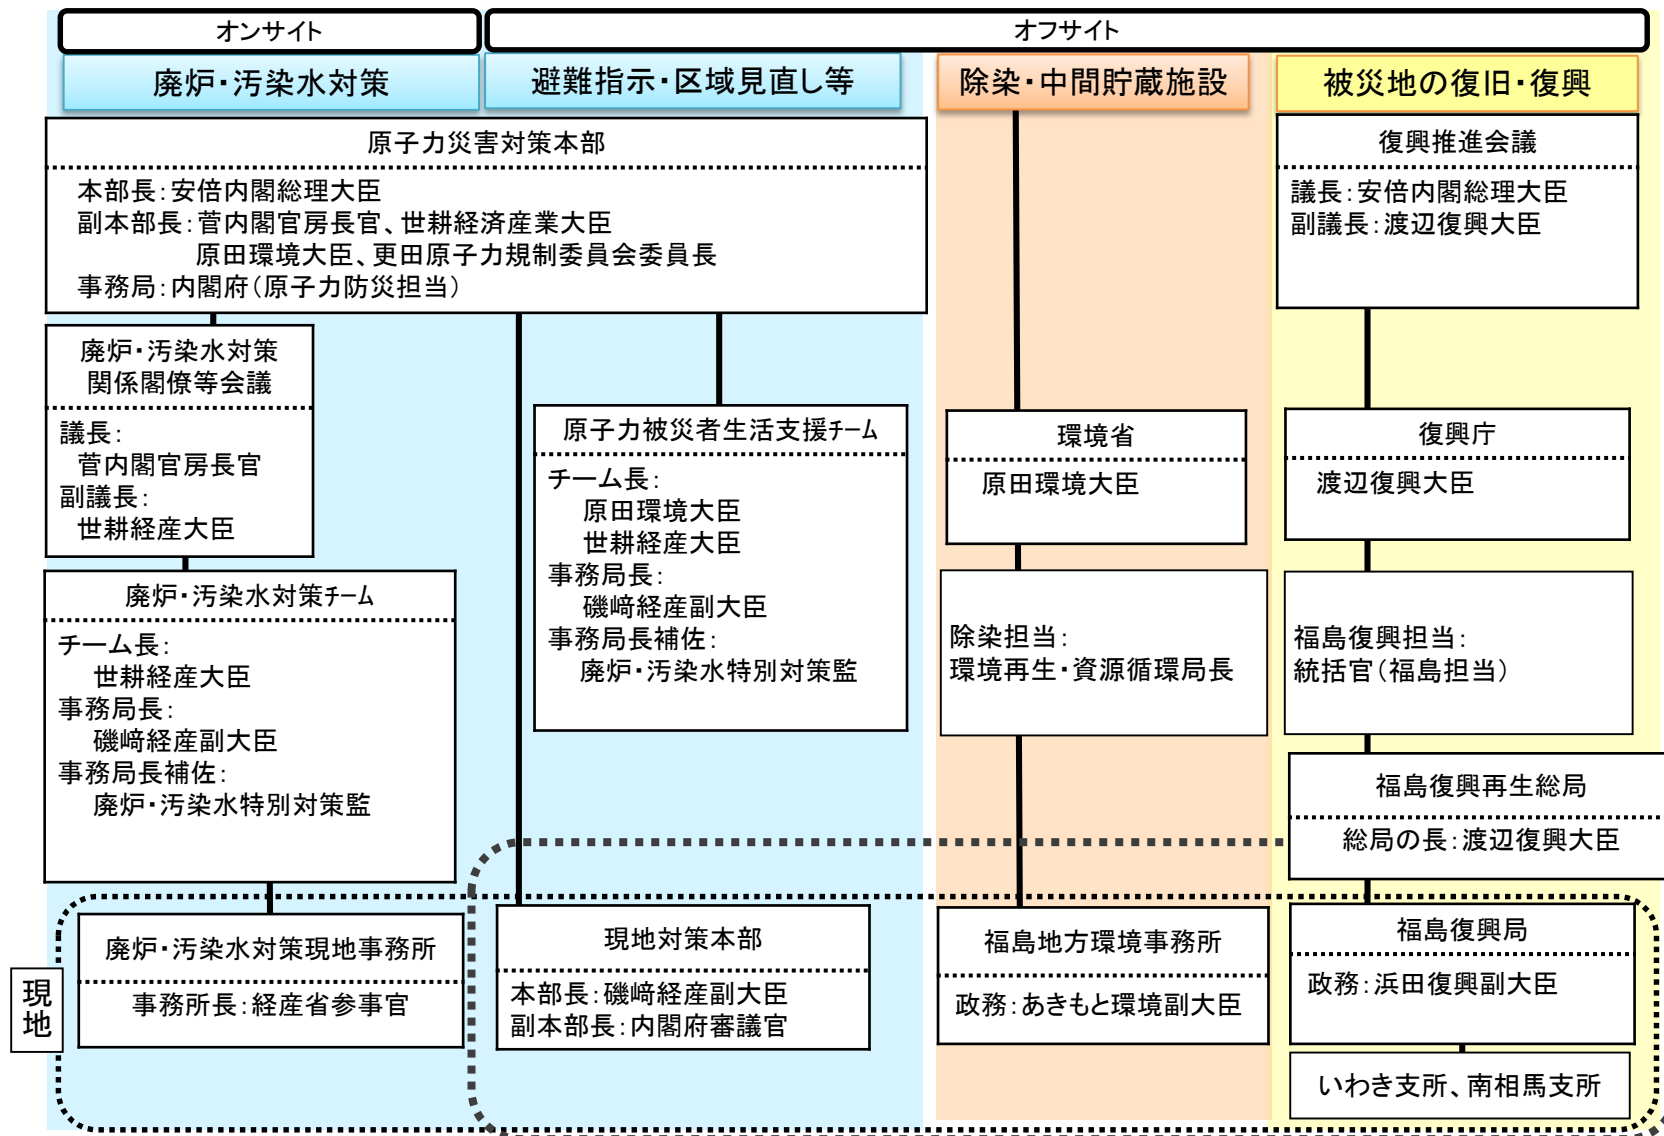 オンサイト
オフサイト
廃炉・汚染水対策
避難指示・区域見直し等
除染・中間貯蔵施設
被災地の復旧・復興
原子力災害対策本部
本部長：安倍内閣総理大臣
副本部長：菅内閣官房長官、世耕経済産業大臣
原田環境大臣、更田原子力規制委員会委員長
事務局：内閣府（原子力防災担当）
復興推進会議
議長：安倍内閣総理大臣
副議長：渡辺復興大臣
廃炉・汚染水対策
関係閣僚等会議
議長：
菅内閣官房長官
副議長：
世耕経産大臣
原子力被災者生活支援チーム
チーム長：
原田環境大臣
世耕経産大臣
事務局長：
磯﨑経産副大臣
事務局長補佐：
廃炉・汚染水特別対策監
環境省
原田環境大臣
復興庁
渡辺復興大臣
廃炉・汚染水対策チーム
チーム長：
世耕経産大臣
事務局長：
磯﨑経産副大臣
事務局長補佐：
廃炉・汚染水特別対策監
除染担当：
環境再生・資源循環局長
福島復興担当：
統括官（福島担当）
福島復興再生総局
総局の長：渡辺復興大臣
現地
廃炉・汚染水対策現地事務所
事務所長：経産省参事官
現地対策本部
本部長：磯﨑経産副大臣
副本部長：内閣府審議官
福島地方環境事務所
政務：あきもと環境副大臣
福島復興局
政務：浜田復興副大臣
いわき支所、南相馬支所